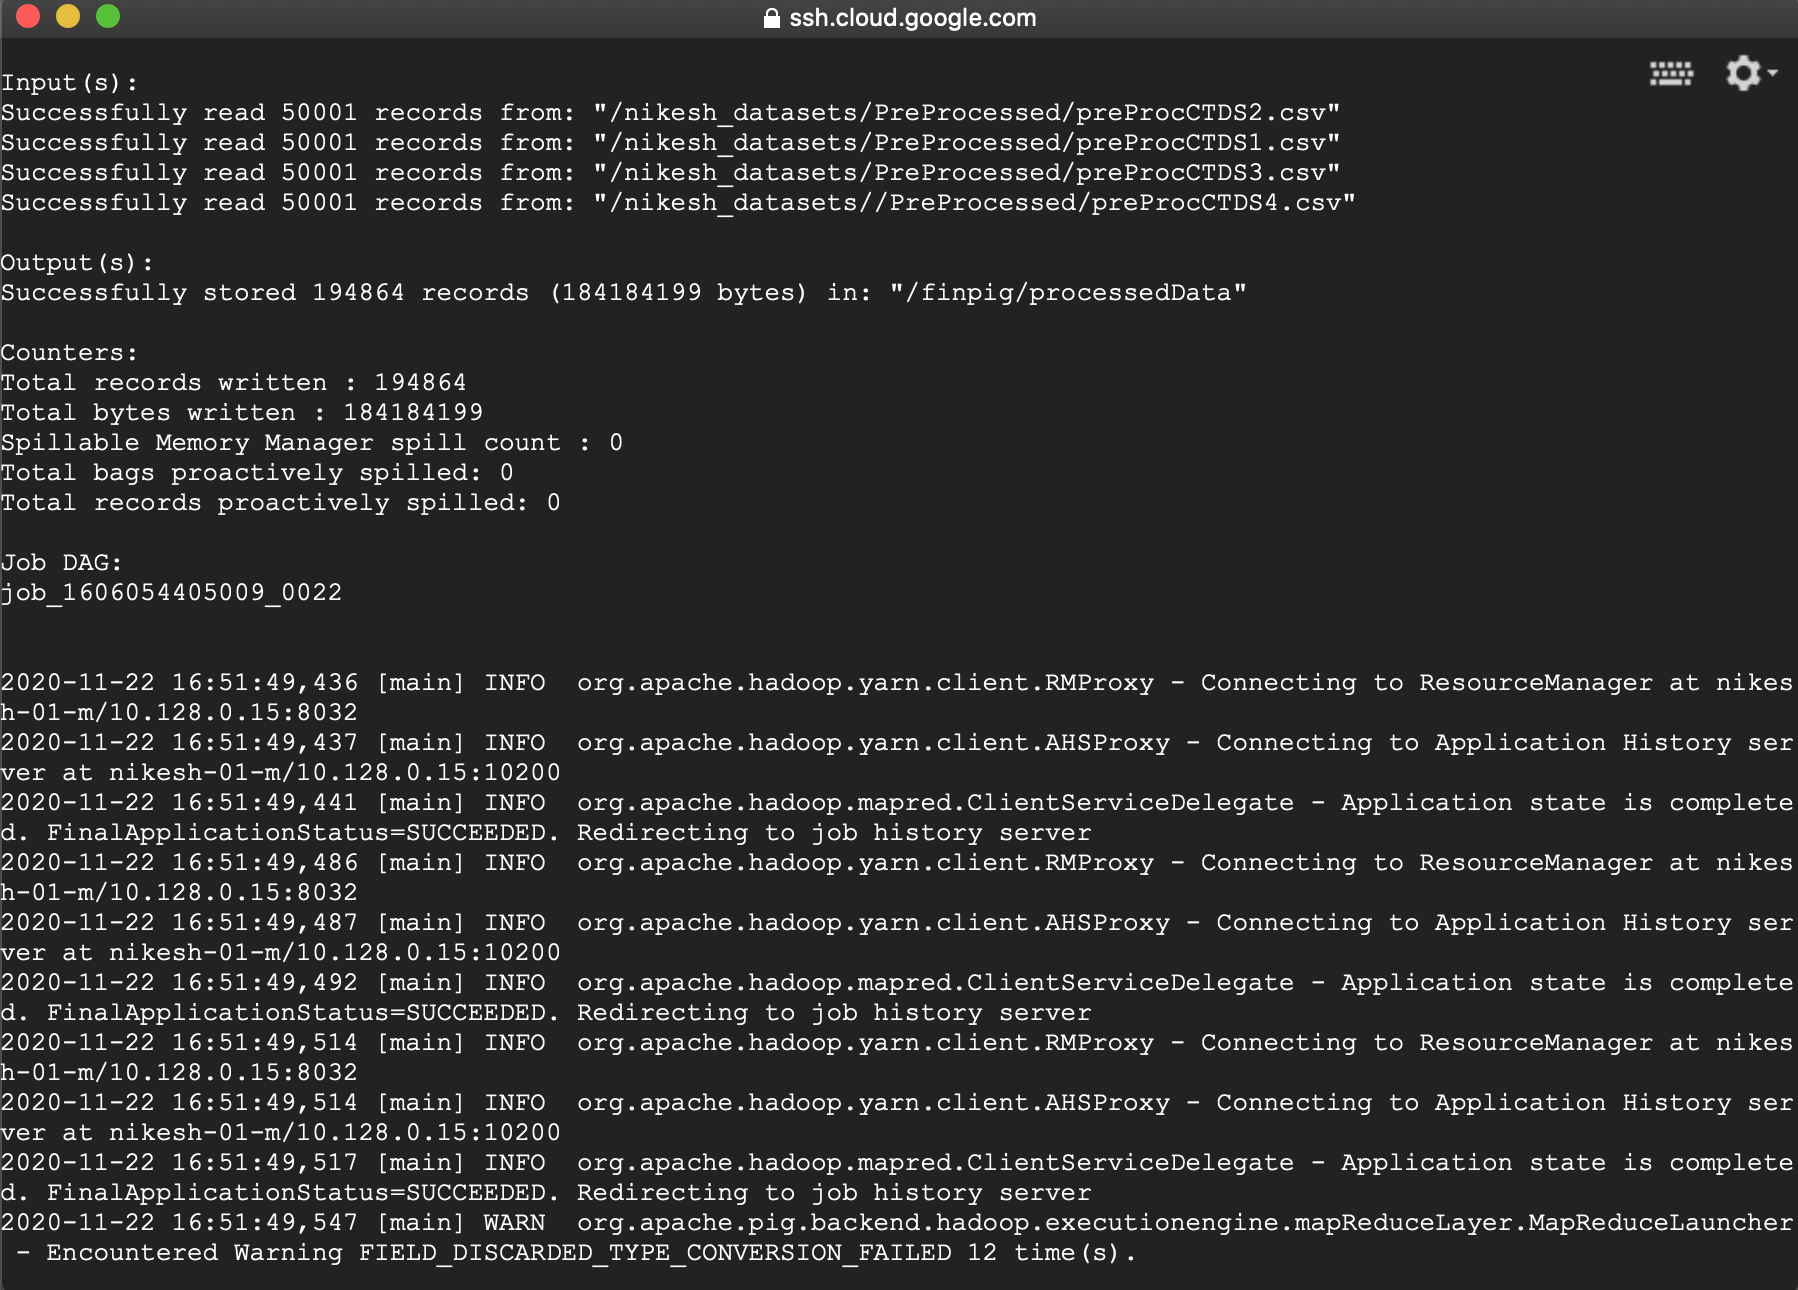 ssh.cloud.google.com
Input(s):
Successfully read 50001 records from: "/nikesh_datasets/PreProcessed/preProcCTDS2.csv"
Successfully read 50001 records from: "/nikesh_datasets/PreProcessed/preProcCTDS1.csv"
Successfully read 50001 records from: "/nikesh_datasets/PreProcessed/preProcCTDS3.csv"
Successfully read 50001 records from: "/nikesh_datasets//PreProcessed/preProcCTDS4.csv"
Output(s):
Successfully stored 194864 records (184184199 bytes) in: "/finpig/processedData"
Counters:
Total records written : 194864
Total bytes written : 184184199
Spillable Memory Manager spill count : 0
Total bags proactively spilled: 0
Total records proactively spilled: 0
Job DAG:
job_1606054405009_0022
2020-11-22 16:51:49,436 [main] INFO  org.apache.hadoop.yarn.client.RMProxy - Connecting to ResourceManager at nikes
h-01-m/10.128.0.15:8032
2020-11-22 16:51:49,437 [main] INFO  org.apache.hadoop.yarn.client.AHSProxy - Connecting to Application History ser
ver at nikesh-01-m/10.128.0.15:10200
2020-11-22 16:51:49,441 [main] INFO  org.apache.hadoop.mapred.ClientServiceDelegate - Application state is complete
d. FinalApplicationStatus=SUCCEEDED. Redirecting to job history server
2020-11-22 16:51:49,486 [main] INFO  org.apache.hadoop.yarn.client.RMProxy - Connecting to ResourceManager at nikes
h-01-m/10.128.0.15:8032
2020-11-22 16:51:49,487 [main] INFO  org.apache.hadoop.yarn.client.AHSProxy - Connecting to Application History ser
ver at nikesh-01-m/10.128.0.15:10200
2020-11-22 16:51:49,492 [main] INFO  org.apache.hadoop.mapred.ClientServiceDelegate - Application state is complete
d. FinalApplicationStatus=SUCCEEDED. Redirecting to job history server
2020-11-22 16:51:49,514 [main] INFO  org.apache.hadoop.yarn.client.RMProxy - Connecting to ResourceManager at nikes
h-01-m/10.128.0.15:8032
2020-11-22 16:51:49,514 [main] INFO  org.apache.hadoop.yarn.client.AHSProxy - Connecting to Application History ser
ver at nikesh-01-m/10.128.0.15:10200
2020-11-22 16:51:49,517 [main] INFO  org.apache.hadoop.mapred.ClientServiceDelegate - Application state is complete
d. FinalApplicationStatus=SUCCEEDED. Redirecting to job history server
2020-11-22 16:51:49,547 [main] WARN  org.apache.pig.backend.hadoop.executionengine.mapReduceLayer.MapReduceLauncher
 - Encountered Warning FIELD_DISCARDED_TYPE_CONVERSION_FAILED 12 time(s).